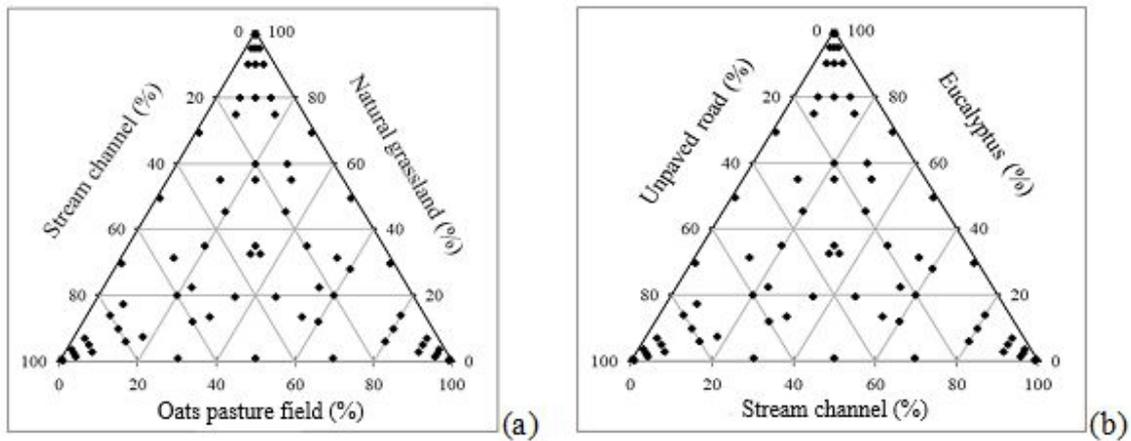 0 100
20 80
Stream channel (%)
Natural grassland (%)
40 60
60 40
80 20
100 0
0 20 40 60 80 100
Oats pasture field (%)
(a)
0 100
20 80
Unpaved road (%)
Eucalyptus (%)
40 60
60 40
80 20
100 0
0 20 40 60 80 100
Stream channel (%)
(b)